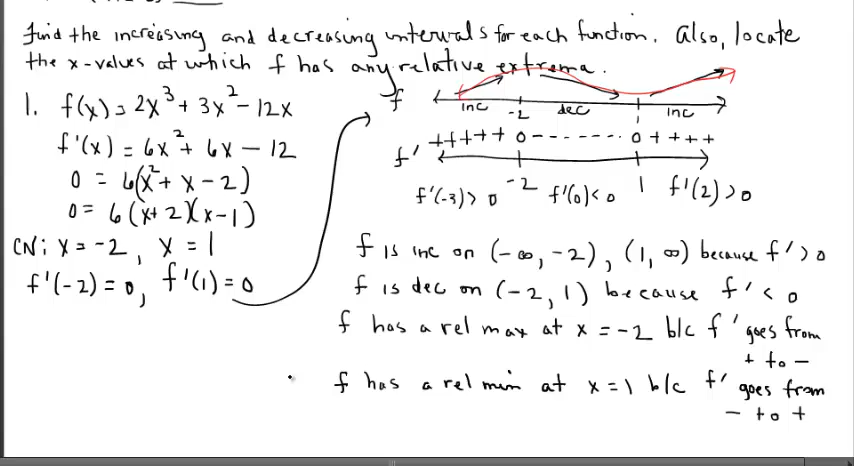 find the increasing and decreasing intervals for each function. Also, locate
the x-values at which f has any relative extrema.
1. f(x) = 2x³ + 3x² - 12x
f'(x) = 6x² + 6x - 12
0 = 6(x² + x - 2)
0 = 6(x+2)(x-1)
CN: x = -2, x = 1
f'(-2) = 0, f'(1) = 0
f inc -2 dec 1 inc
f' +++++ 0 ------- 0 ++++
f'(-3) > 0 -2 f'(0) < 0 1 f'(2) > 0
f is inc on (-∞, -2), (1, ∞) because f' > 0
f is dec on (-2, 1) because f' < 0
f has a rel max at x = -2 b/c f' goes from
+ to -
f has a rel min at x = 1 b/c f' goes from
- to +